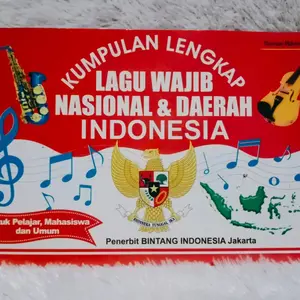 KUMPULAN LENGKAP
LAGU WAJIB
NASIONAL & DAERAH
INDONESIA
uk Pelajar, Mahasiswa
dan Umum
Penerbit BINTANG INDONESIA Jakarta